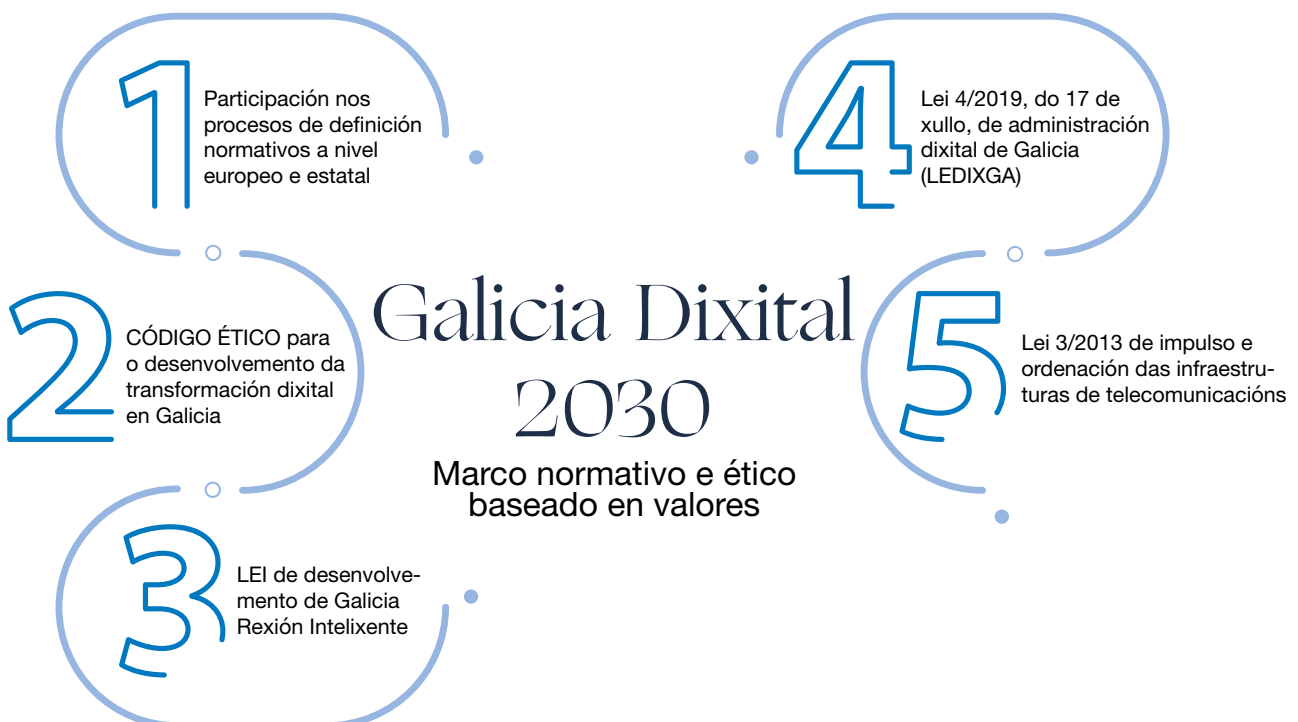 1
Participación nos
procesos de definición
normativos a nivel
europeo e estatal
2
CÓDIGO ÉTICO para
o desenvolvemento da
transformación dixital
en Galicia
3
LEI de desenvolve-
mento de Galicia
Rexión Intelixente
Galicia Dixital
2030
Marco normativo e ético
baseado en valores
4
Lei 4/2019, do 17 de
xullo, de administración
dixital de Galicia
(LEDIXGA)
5
Lei 3/2013 de impulso e
ordenación das infraestru-
turas de telecomunicacións